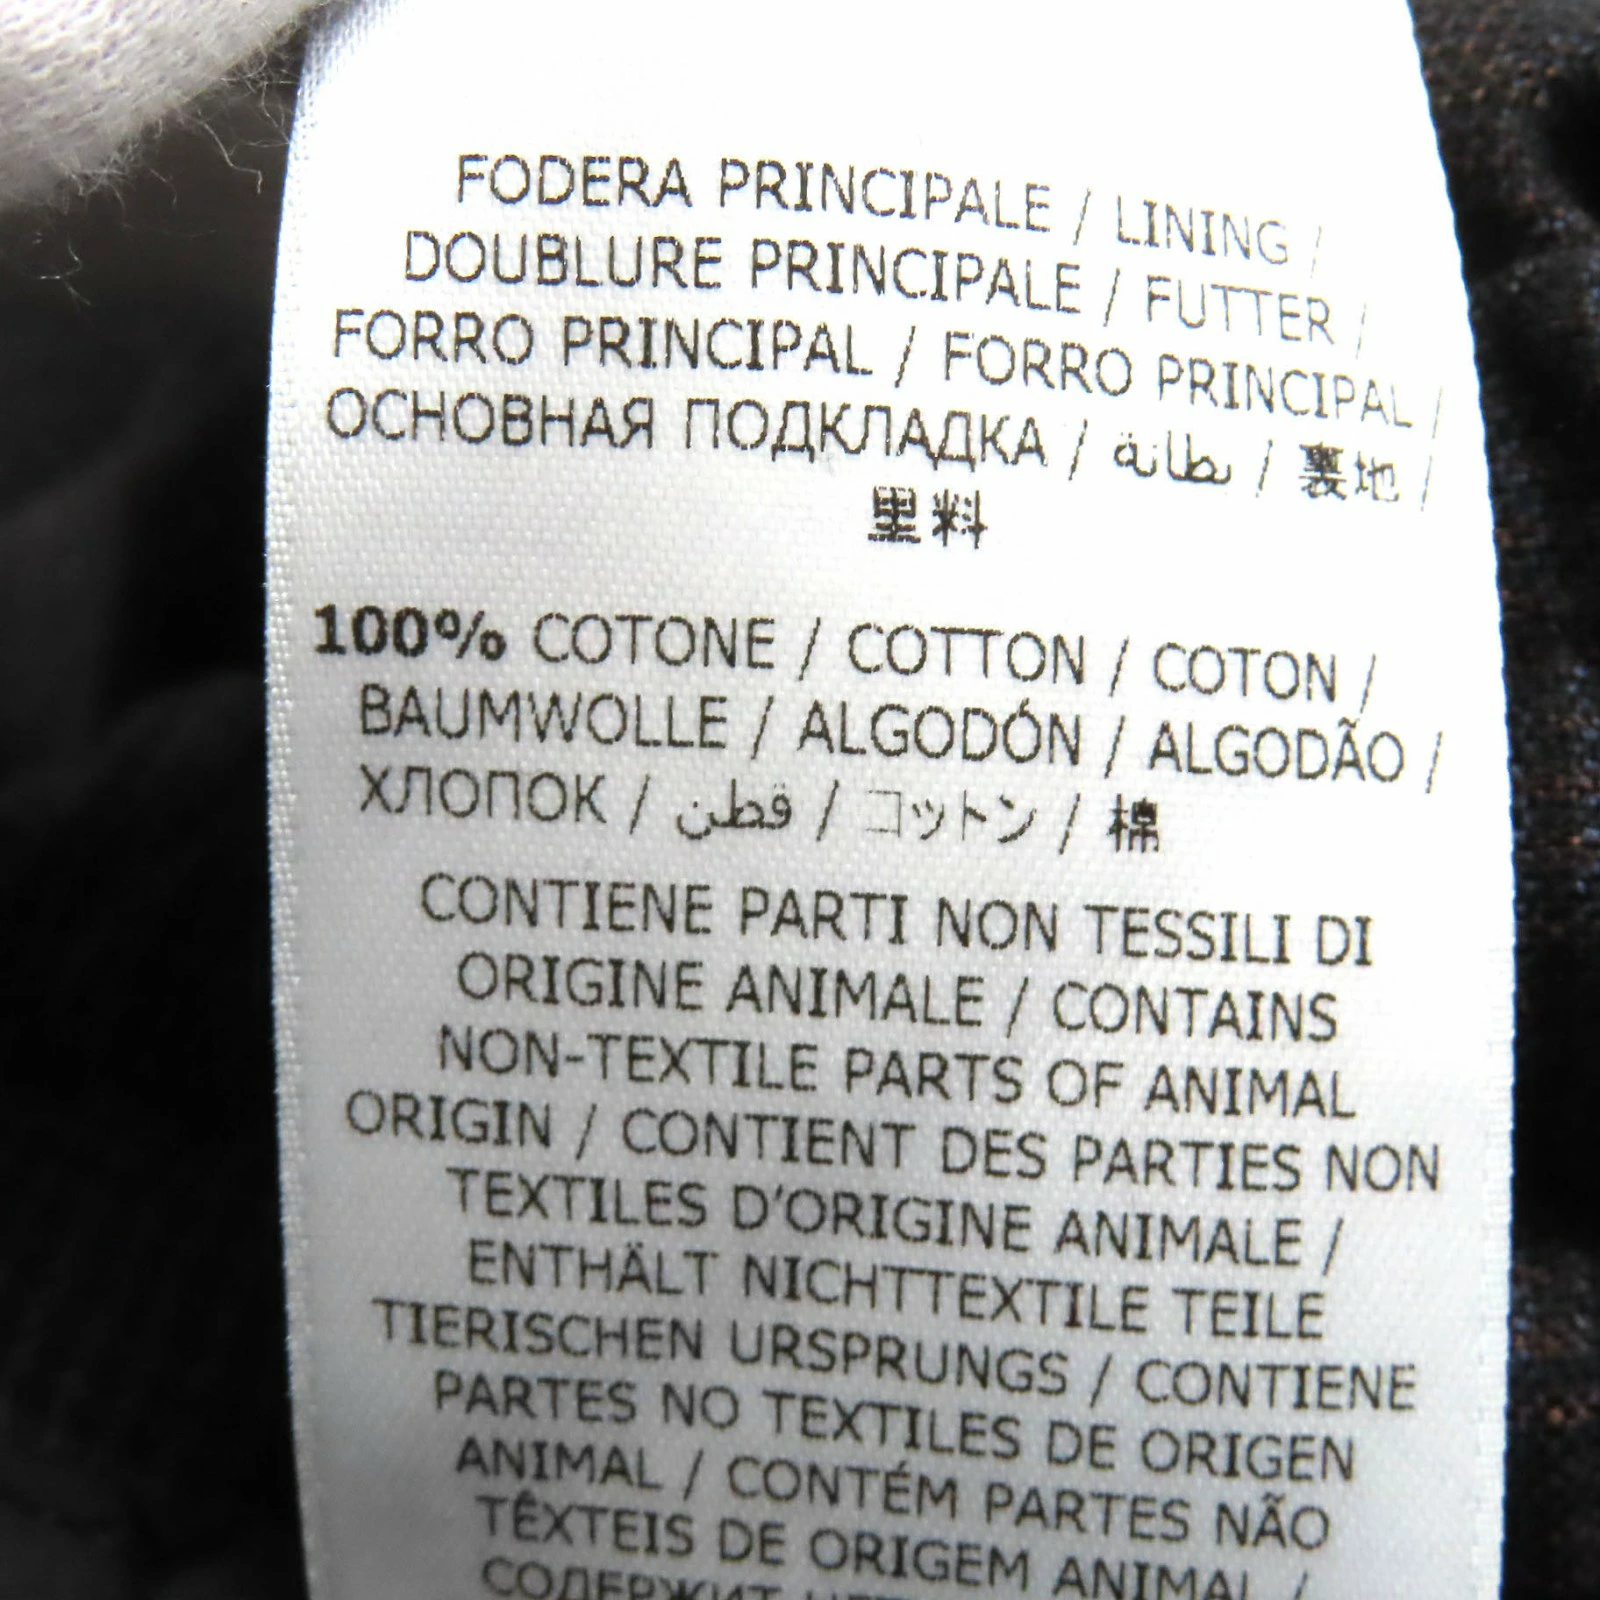 FODERA PRINCIPALE / LINING /
DOUBLURE PRINCIPALE / FUTTER /
FORRO PRINCIPAL / FORRO PRINCIPAL /
ОСНОВНАЯ ПОДКЛАДКА / بطانة / 裏地 /
里料
100% COTONE / COTTON / COTON /
BAUMWOLLE / ALGODÓN / ALGODÃO /
ХЛОПОК / قطن / コットン / 棉
CONTIENE PARTI NON TESSILI DI
ORIGINE ANIMALE / CONTAINS
NON-TEXTILE PARTS OF ANIMAL
ORIGIN / CONTIENT DES PARTIES NON
TEXTILES D'ORIGINE ANIMALE /
ENTHÄLT NICHTTEXTILE TEILE
TIERISCHEN URSPRUNGS / CONTIENE
PARTES NO TEXTILES DE ORIGEN
ANIMAL / CONTÉM PARTES NÃO
TÊXTEIS DE ORIGEM ANIMAL /
СОДЕРЖИТ